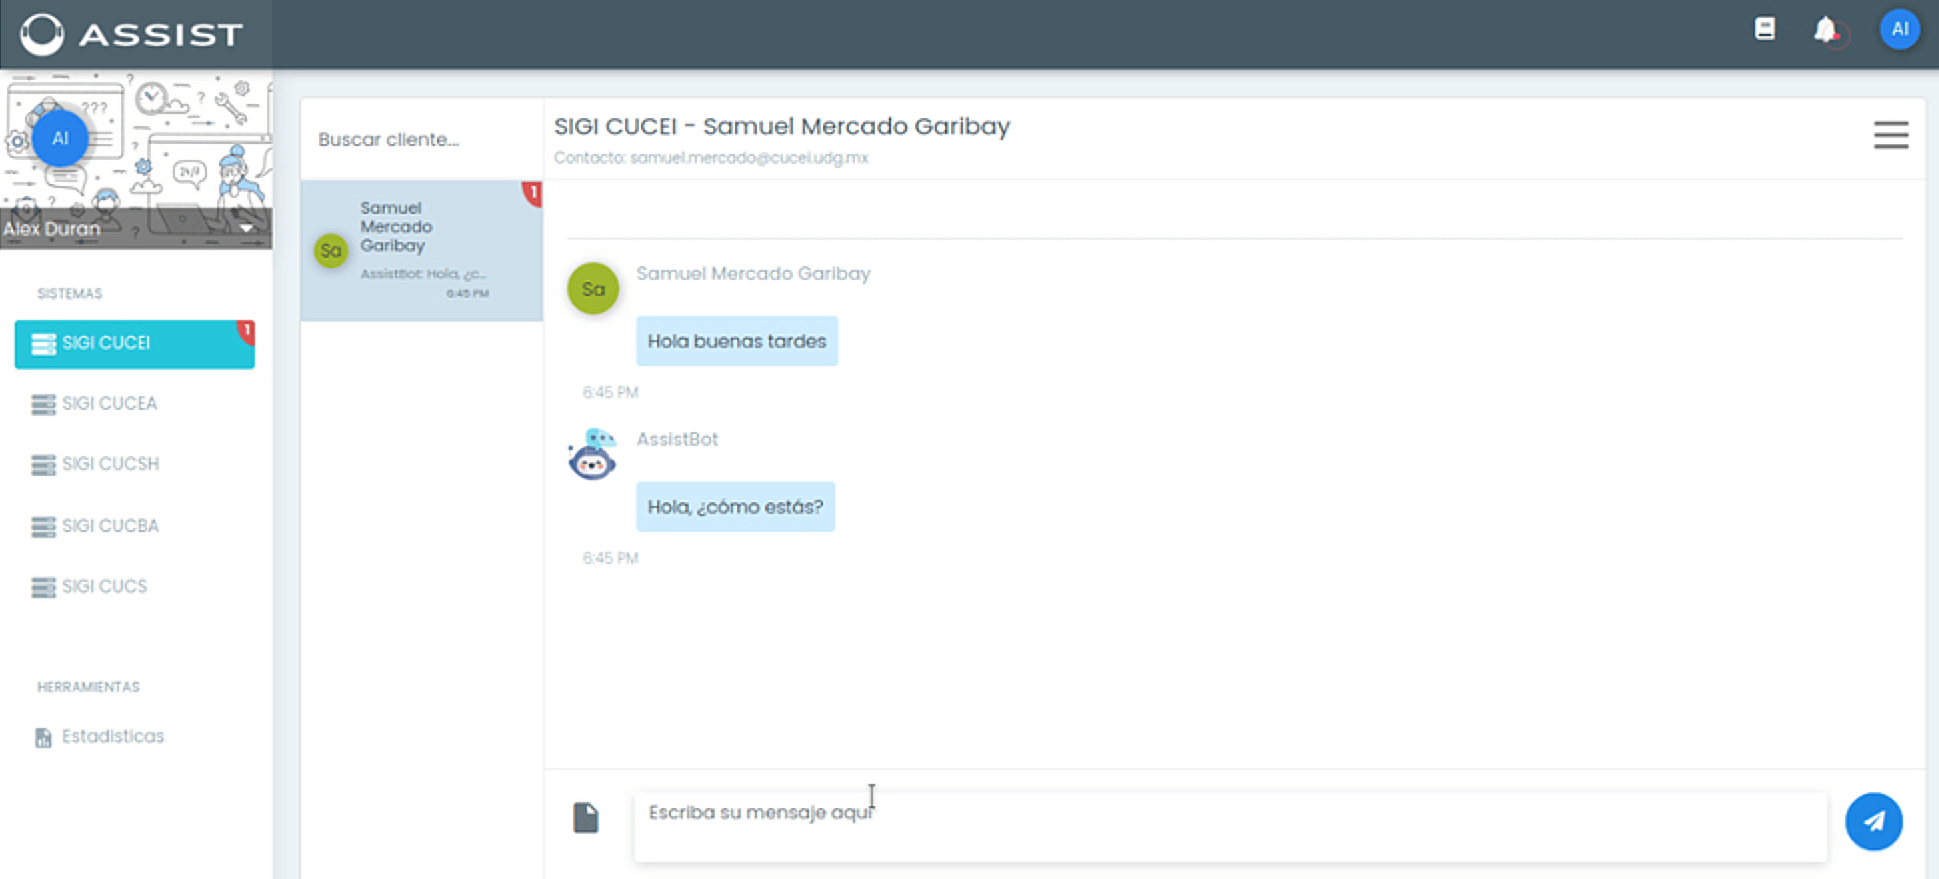 ASSIST
AI
???
AI
24/7
Alex Duran
SISTEMAS
SIGI CUCEI
1
SIGI CUCEA
SIGI CUCSH
SIGI CUCBA
SIGI CUCS
HERRAMIENTAS
Estadisticas
Buscar cliente...
1
Samuel
Mercado
Garibay
Sa
AssistBot: Hola, ¿c...
6:45 PM
SIGI CUCEI - Samuel Mercado Garibay
Contacto: samuel.mercado@cucei.udg.mx
Samuel Mercado Garibay
Sa
Hola buenas tardes
6:45 PM
AssistBot
Hola, ¿cómo estás?
6:45 PM
Escriba su mensaje aquí